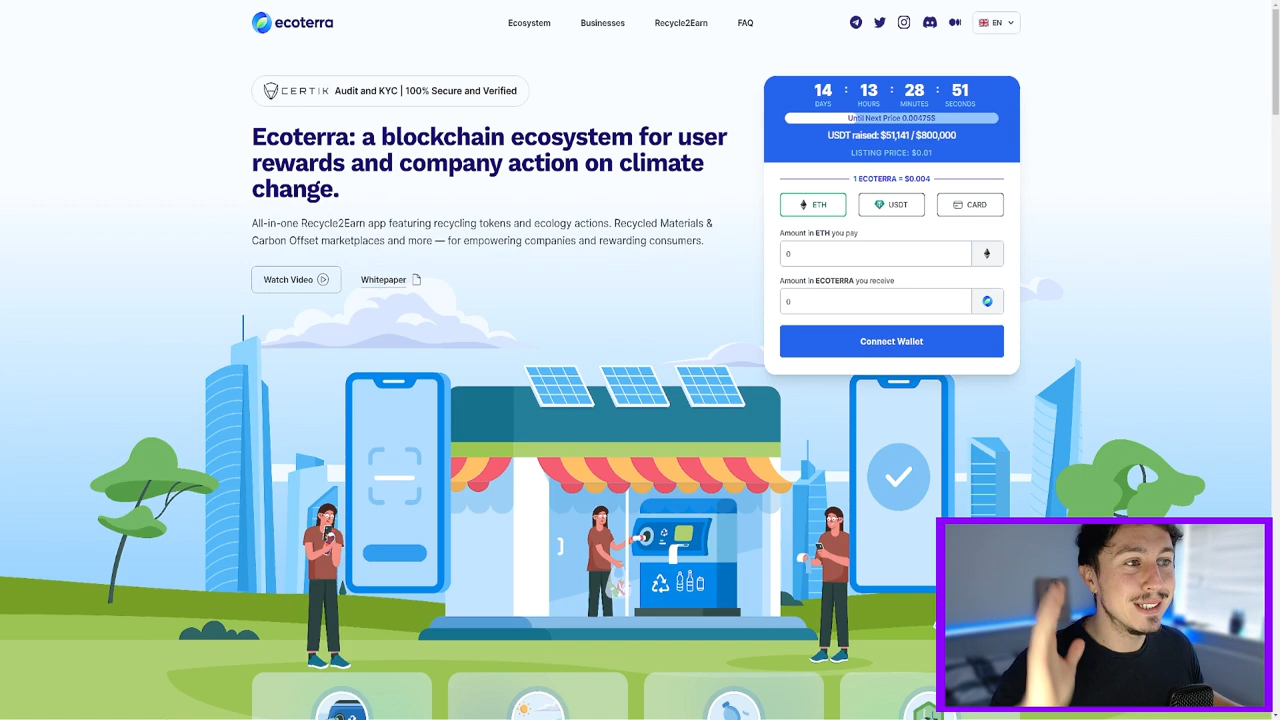 ecoterra
Ecosystem
Businesses
Recycle2Earn
FAQ
EN
CERTIK Audit and KYC | 100% Secure and Verified
Ecoterra: a blockchain ecosystem for user
rewards and company action on climate
change.
All-in-one Recycle2Earn app featuring recycling tokens and ecology actions. Recycled Materials &
Carbon Offset marketplaces and more — for empowering companies and rewarding consumers.
Watch Video
Whitepaper
14 : 13 : 28 : 51
DAYS HOURS MINUTES SECONDS
Until Next Price 0.00475$
USDT raised: $51,141 / $800,000
LISTING PRICE: $0.01
1 ECOTERRA = $0.004
ETH
USDT
CARD
Amount in ETH you pay
0
Amount in ECOTERRA you receive
0
Connect Wallet